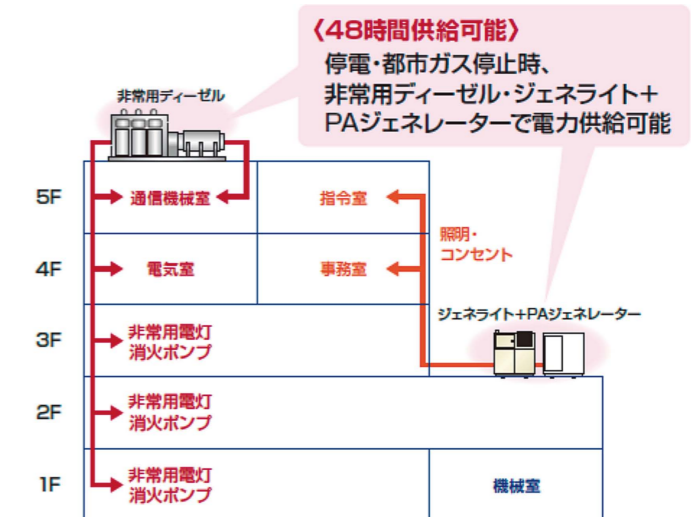 〈48時間供給可能〉
停電・都市ガス停止時、
非常用ディーゼル・ジェネライト＋
PAジェネレーターで電力供給可能
非常用ディーゼル
5F
通信機械室
指令室
照明・
コンセント
4F
電気室
事務室
ジェネライト+PAジェネレーター
3F
非常用電灯
消火ポンプ
2F
非常用電灯
消火ポンプ
1F
非常用電灯
消火ポンプ
機械室